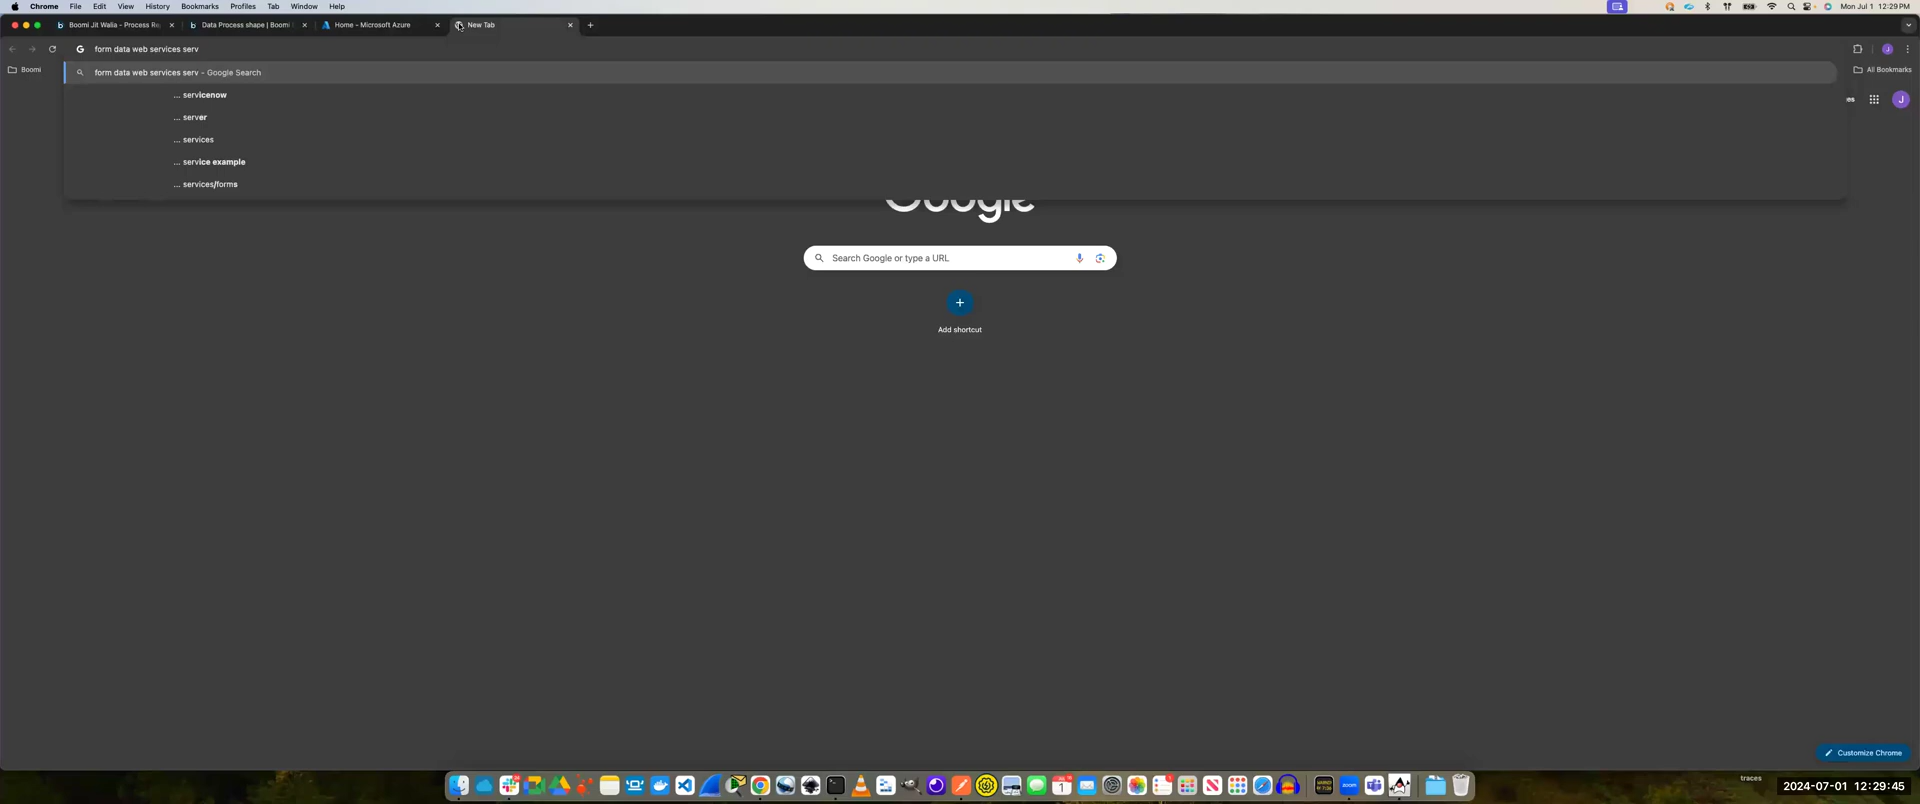 Chrome File Edit View History Bookmarks Profiles Tab Window Help
Mon Jul 1 12:29 PM
Boomi Jit Walia - Process Re
Data Process shape | Boomi
Home - Microsoft Azure
New Tab
form data web services serv
Boomi
All Bookmarks
form data web services serv - Google Search
... servicenow
es
J
... server
... services
... service example
... services/forms
Google
Search Google or type a URL
Add shortcut
Customize Chrome
traces
2024-07-01 12:29:45